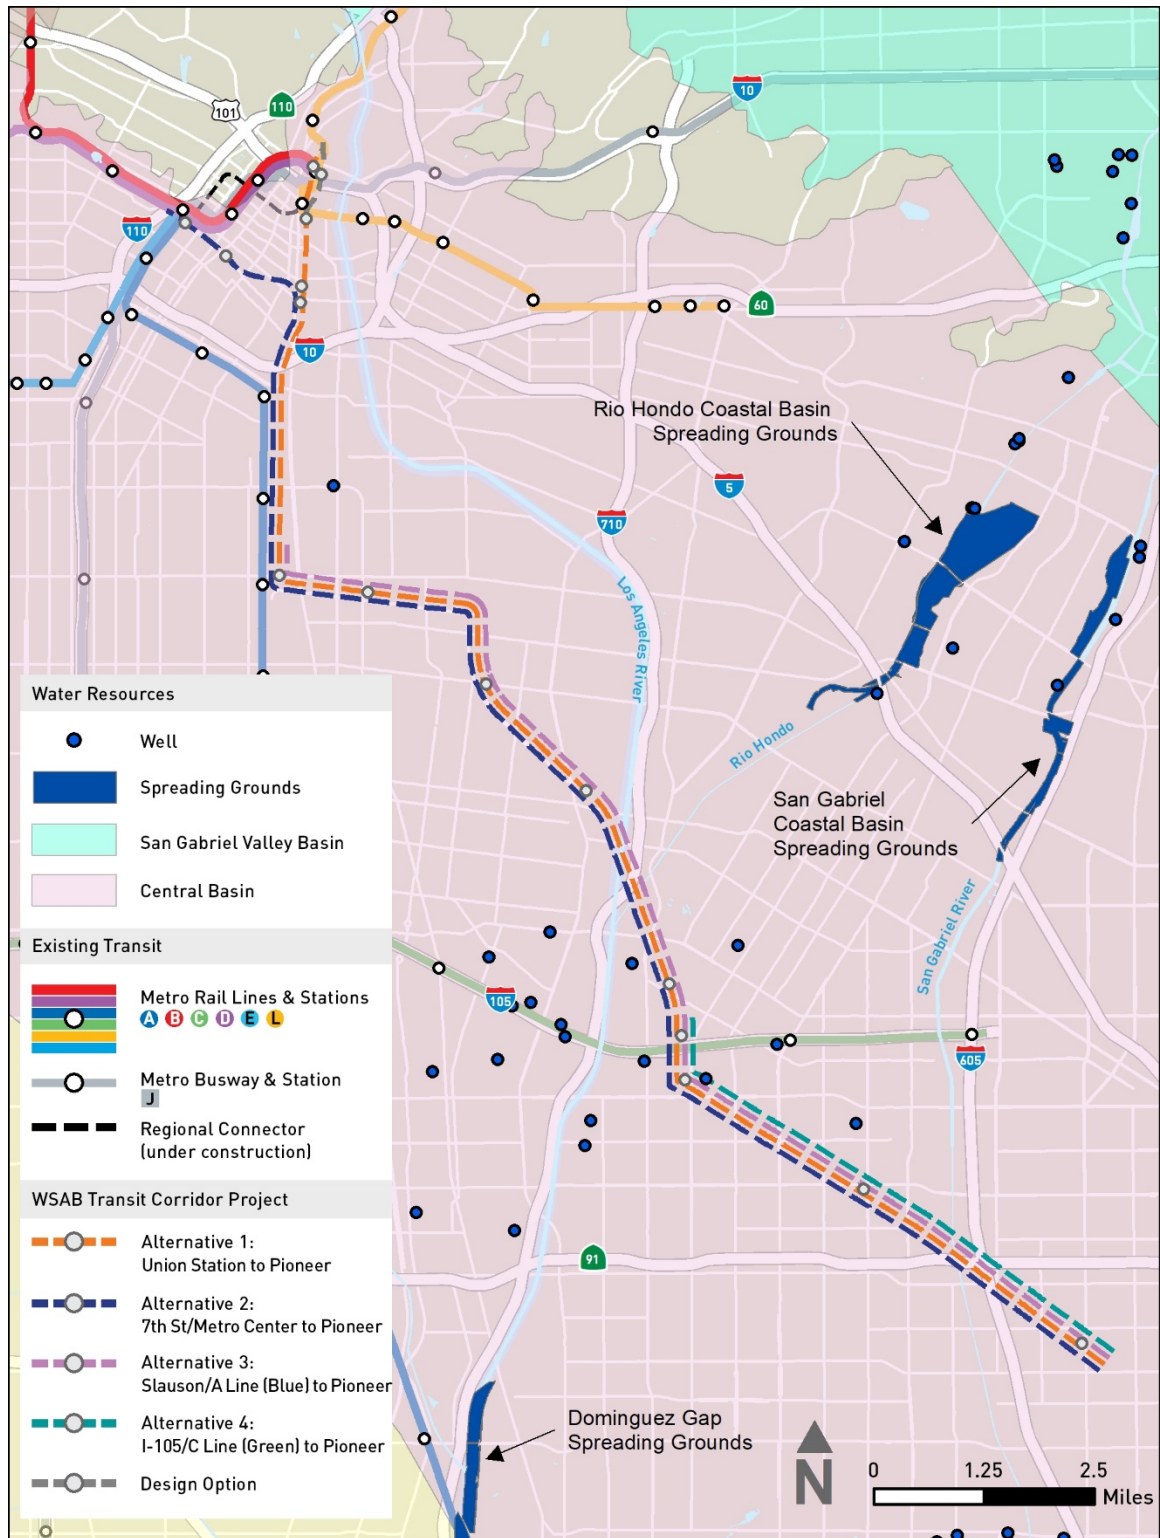 10
110
101
110
60
10
Rio Hondo Coastal Basin
Spreading Grounds
5
710
Los Angeles River
Rio Hondo
San Gabriel
Coastal Basin
Spreading Grounds
San Gabriel River
105
605
91
Dominguez Gap
Spreading Grounds
Water Resources
Well
Spreading Grounds
San Gabriel Valley Basin
Central Basin
Existing Transit
Metro Rail Lines & Stations
A B C D E L
Metro Busway & Station
J
Regional Connector
(under construction)
WSAB Transit Corridor Project
Alternative 1:
Union Station to Pioneer
Alternative 2:
7th St/Metro Center to Pioneer
Alternative 3:
Slauson/A Line (Blue) to Pioneer
Alternative 4:
I-105/C Line (Green) to Pioneer
Design Option
N
0 1.25 2.5
Miles